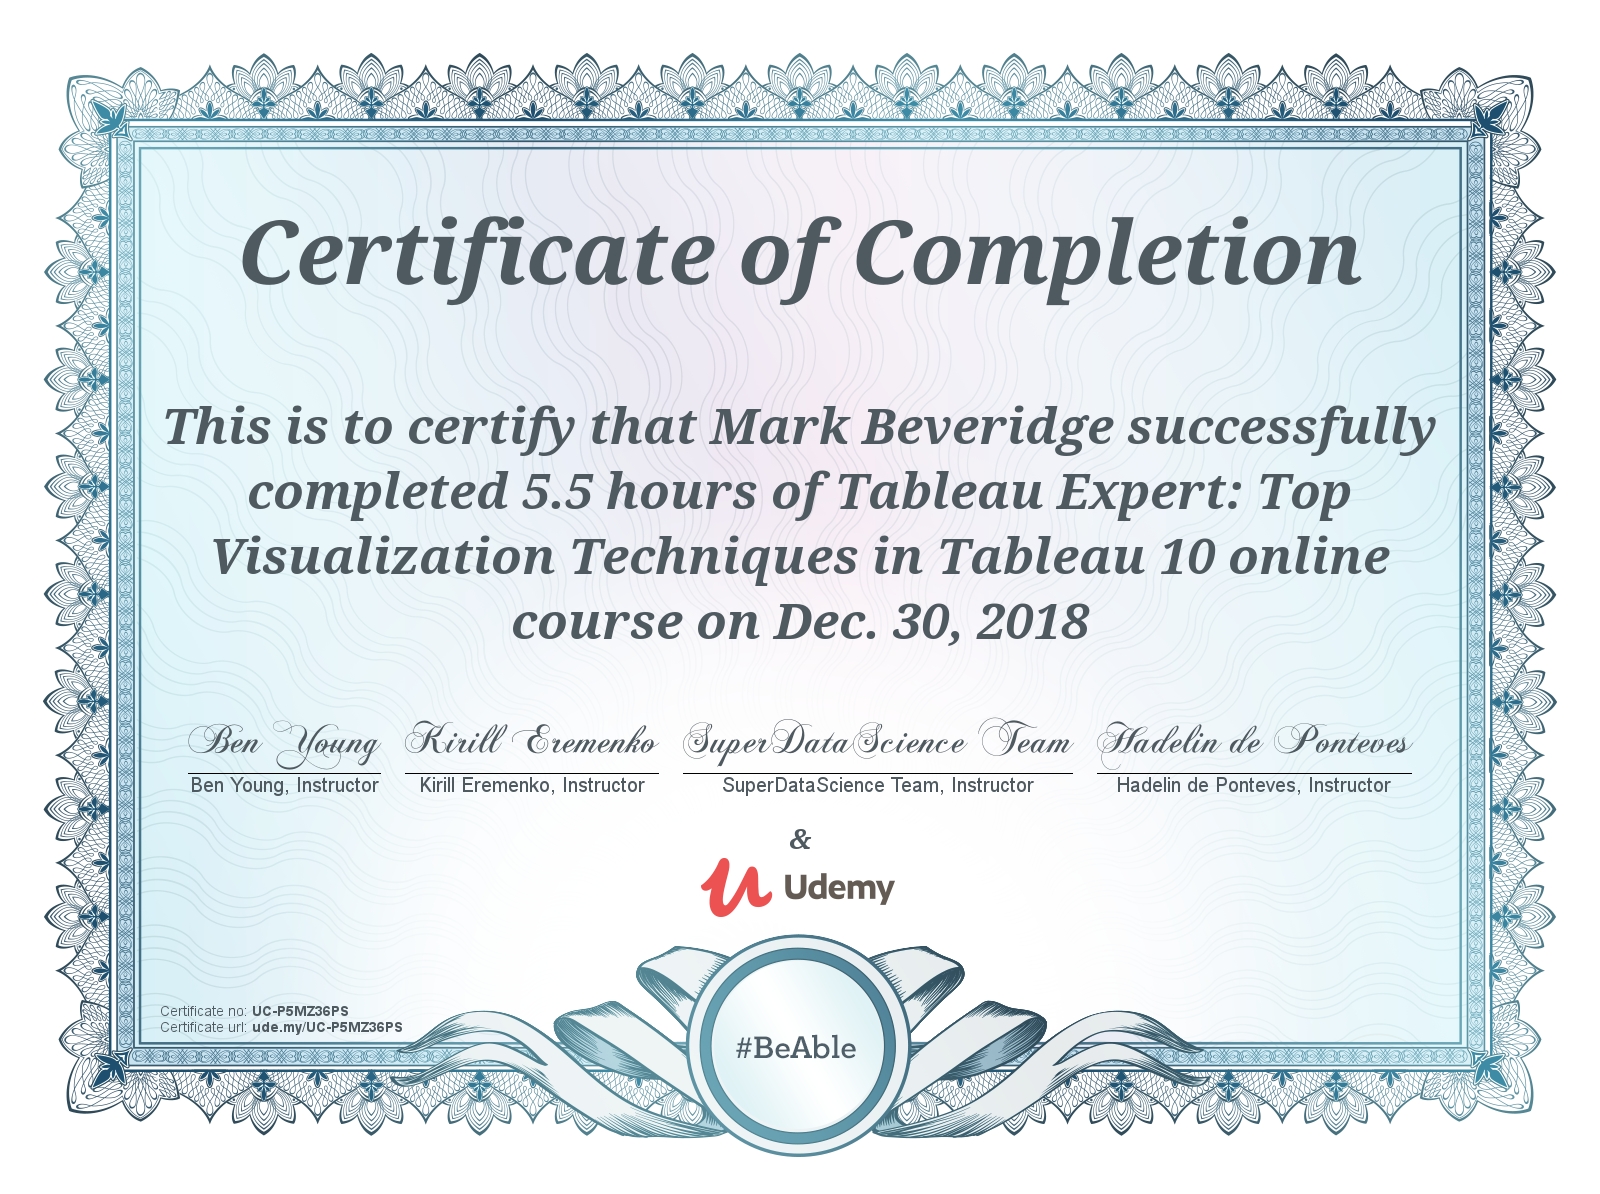 Certificate of Completion
This is to certify that Mark Beveridge successfully
completed 5.5 hours of Tableau Expert: Top
Visualization Techniques in Tableau 10 online
course on Dec. 30, 2018
Ben Young Kirill Eremenko SuperDataScience Team Hadelin de Ponteves
Ben Young, Instructor Kirill Eremenko, Instructor SuperDataScience Team, Instructor Hadelin de Ponteves, Instructor
&
Udemy
Certificate no: UC-P5MZ36PS
Certificate url: ude.my/UC-P5MZ36PS
#BeAble